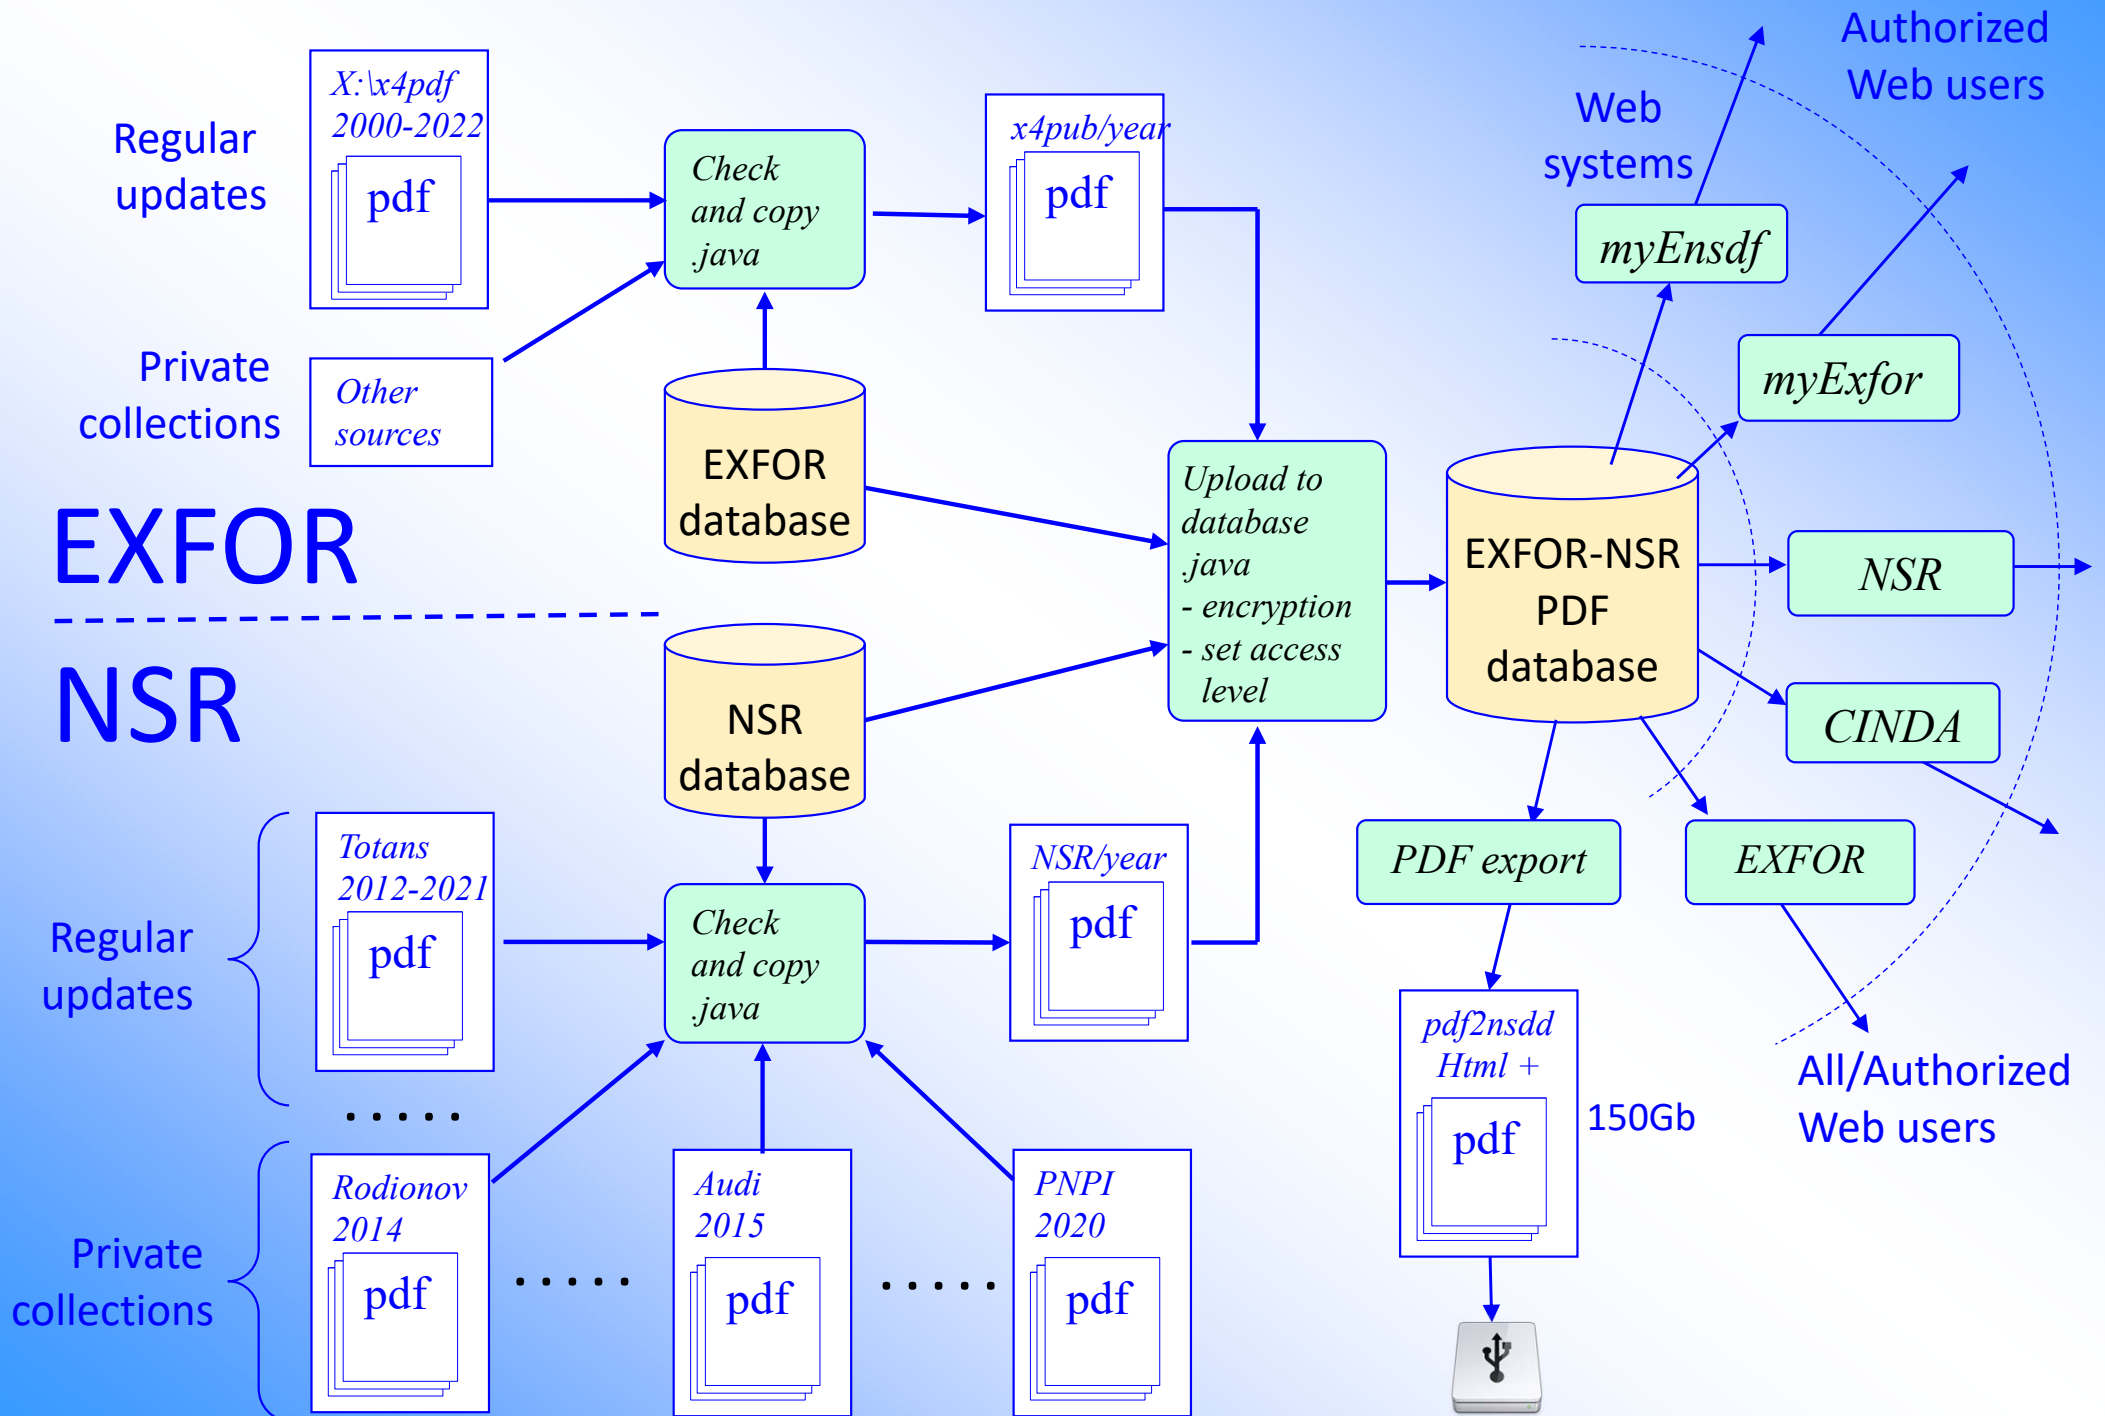 Regular
updates
X:\x4pdf
2000-2022
pdf
Check
and copy
.java
x4pub/year
pdf
Private
collections
Other
sources
EXFOR
database
EXFOR
NSR
NSR
database
Upload to
database
.java
- encryption
- set access
level
EXFOR-NSR
PDF
database
Web
systems
Authorized
Web users
myEnsdf
myExfor
NSR
CINDA
EXFOR
PDF export
All/Authorized
Web users
pdf2nsdd
Html +
pdf
150Gb
Regular
updates
Totans
2012-2021
pdf
.....
Check
and copy
.java
NSR/year
pdf
Private
collections
Rodionov
2014
pdf
.....
Audi
2015
pdf
.....
PNPI
2020
pdf